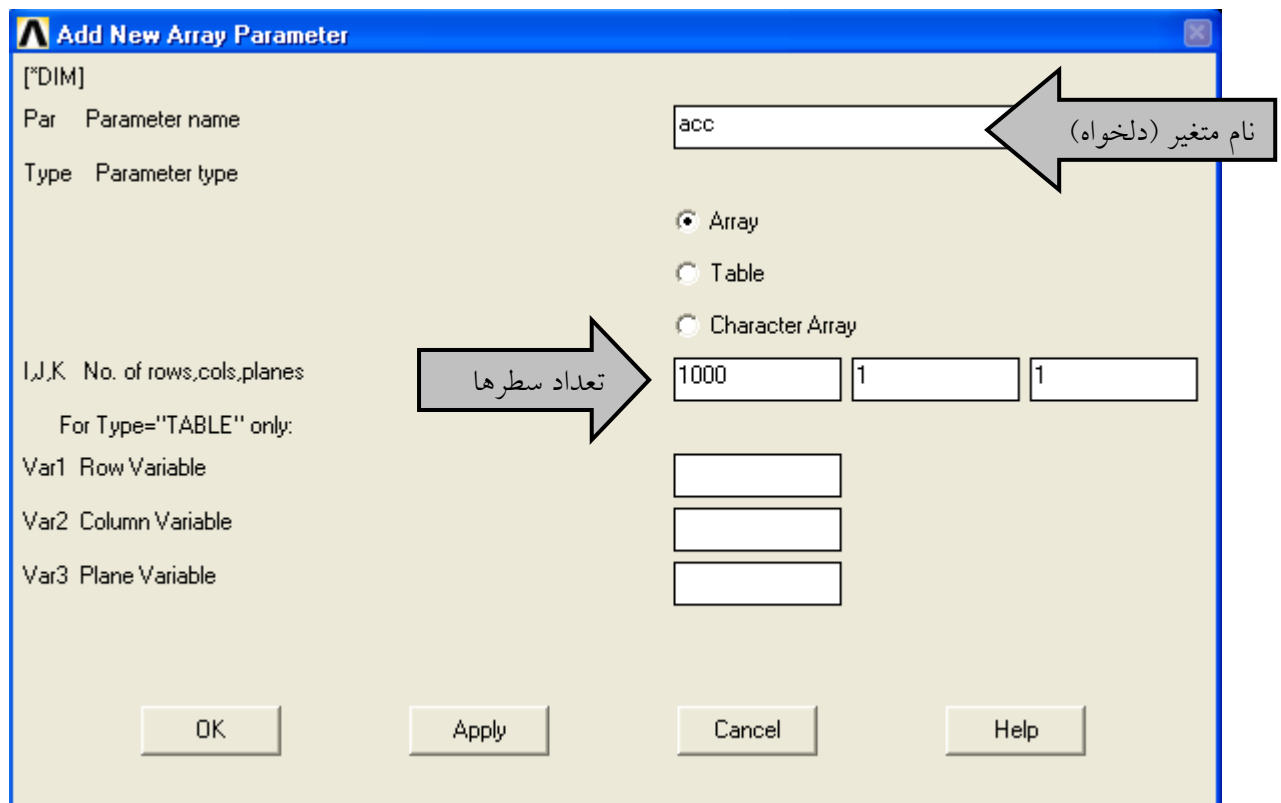 Add New Array Parameter
[*DIM]
Par Parameter name
acc
نام متغیر (دلخواه)
Type Parameter type
Array
Table
Character Array
I,J,K No. of rows,cols,planes
تعداد سطرها
1000 1 1
For Type="TABLE" only:
Var1 Row Variable
Var2 Column Variable
Var3 Plane Variable
OK Apply Cancel Help